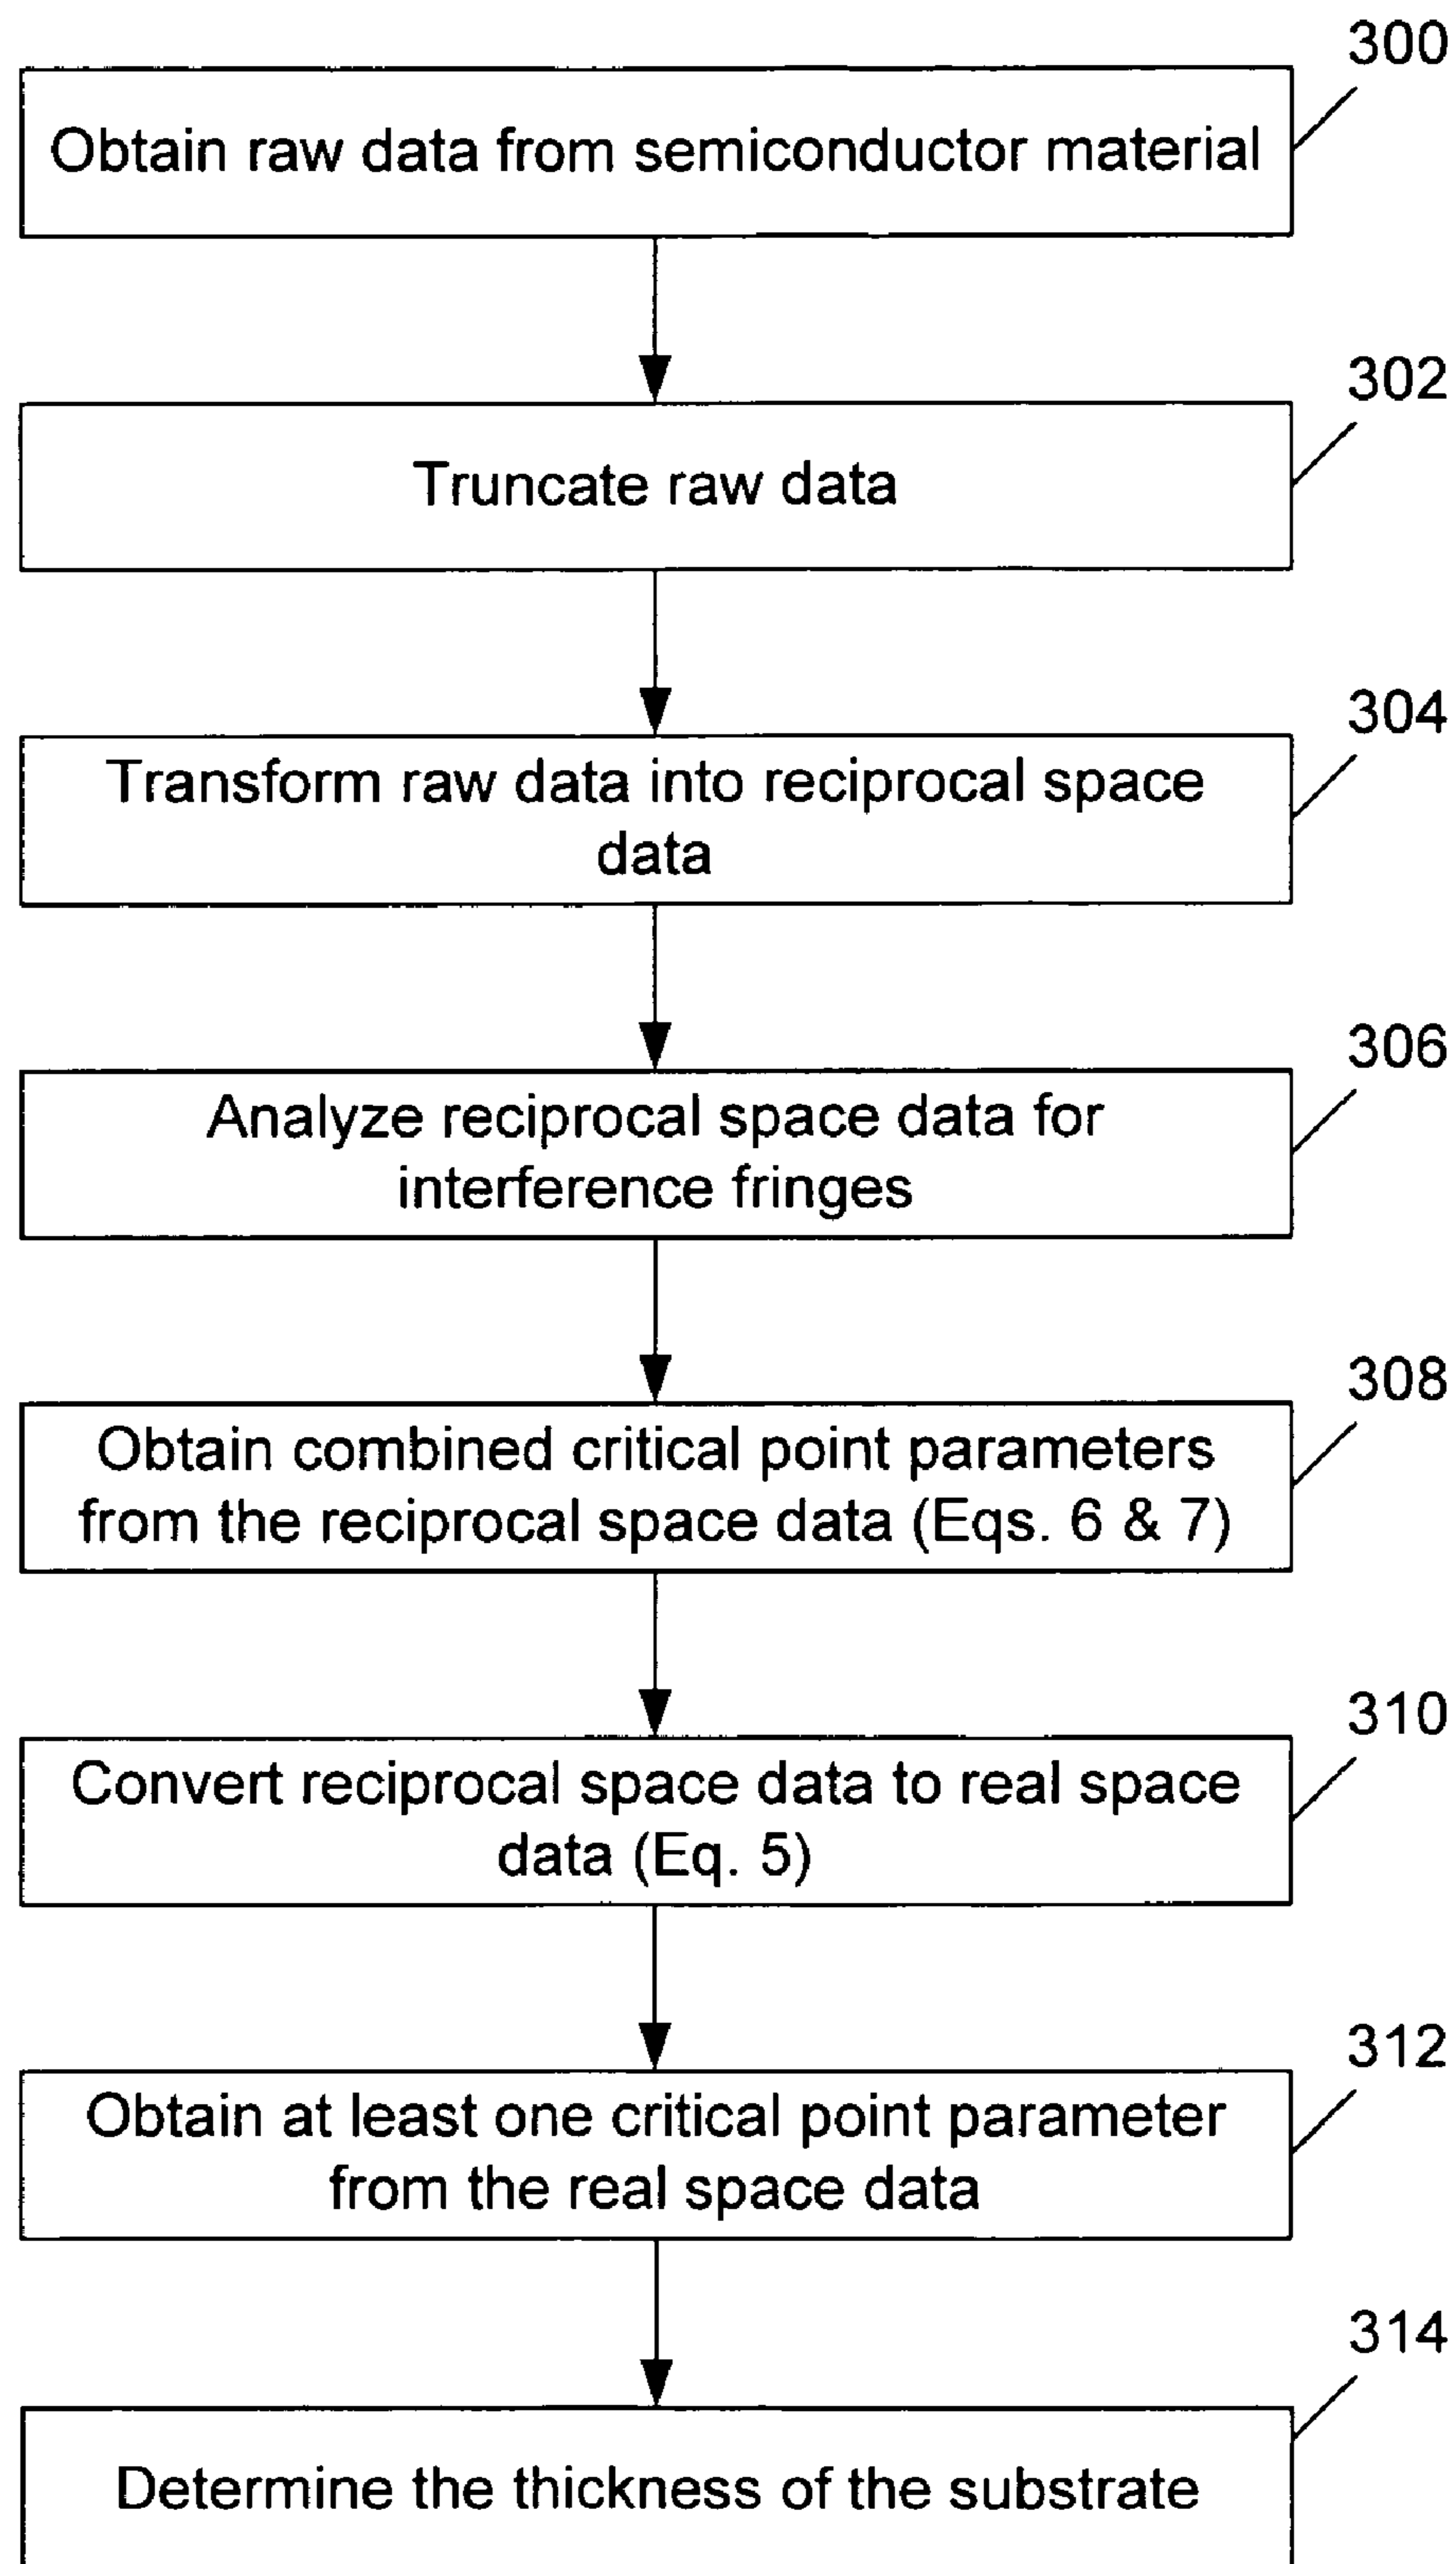 300
Obtain raw data from semiconductor material
302
Truncate raw data
304
Transform raw data into reciprocal space
data
306
Analyze reciprocal space data for
interference fringes
308
Obtain combined critical point parameters
from the reciprocal space data (Eqs. 6 & 7)
310
Convert reciprocal space data to real space
data (Eq. 5)
312
Obtain at least one critical point parameter
from the real space data
314
Determine the thickness of the substrate